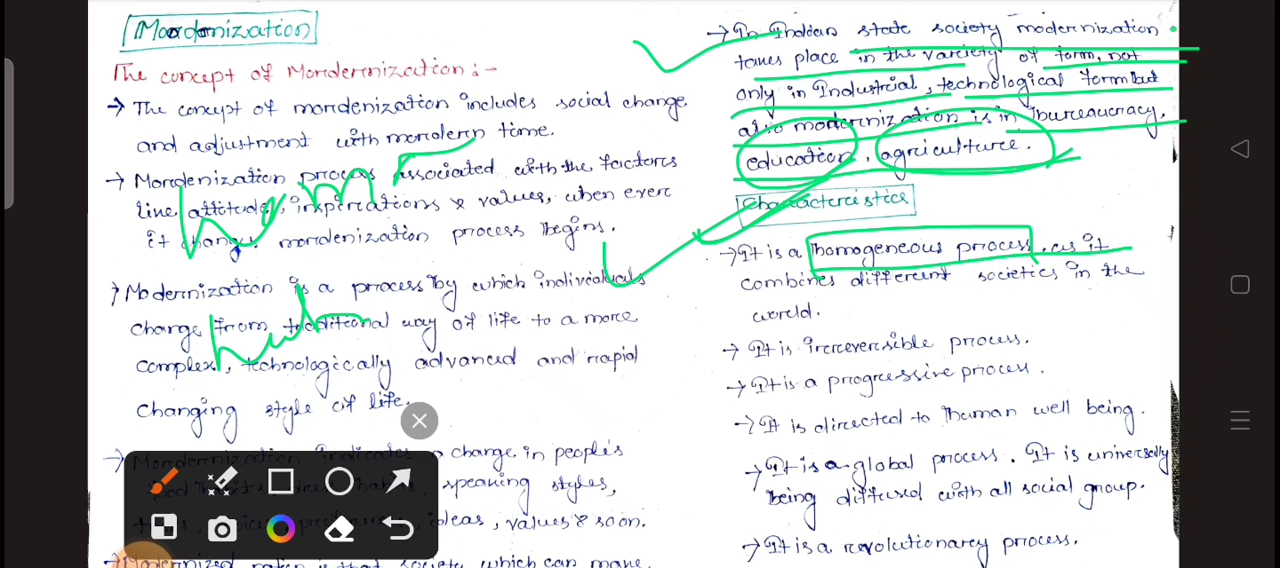 Mordenization
The concept of Mordernization :-
→ The concept of mordenization includes social change
and adjustment with mordern time.
→ Mordenization process associated with the factors
like attitude, inspirations & values, when ever
it changes mordenization process begins.
→ Modernization is a process by which individuals
change from traditional way of life to a more
complex, technologically advanced and rapid
changing style of life.
change in people's
speaking styles,
ideas, values & soon.
society which can make
→ In Indian state society modernization
takes place in the variety of form, not
only in Industrial, technological form but
also modernization is in bureaucracy,
education, agriculture.
Characteristics
→ It is a homogeneous process, as it
combines different societies in the
world.
→ It is irreversible process.
→ It is a progressive process.
→ It is directed to human well being.
→ It is a global process. It is universally
being diffused with all social group.
→ It is a revolutionary process.